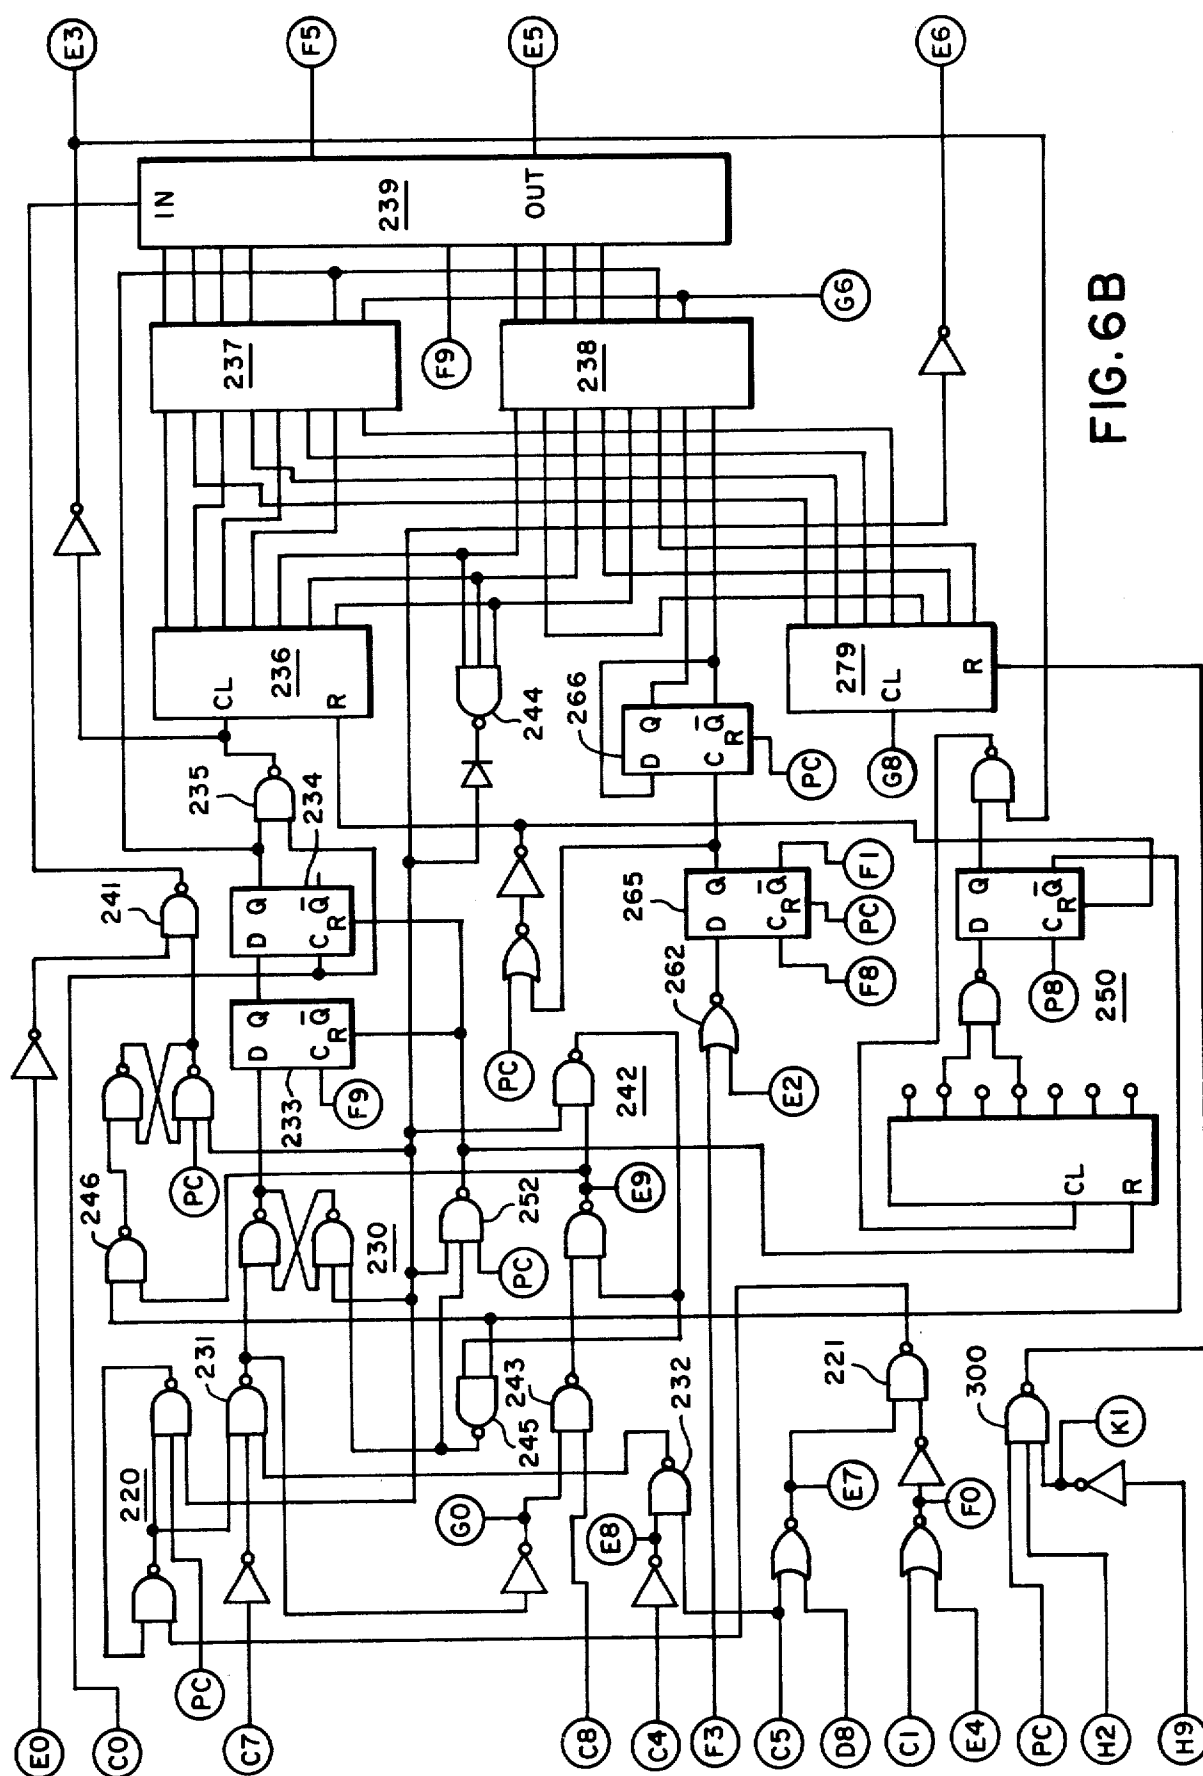 E3
F5
E5
E6
IN
239
OUT
237
238
F9
G6
FIG. 6B
236
CL
R
244
266
D Q
C Q̅
R
PC
279
CL
R
G8
235
234
D Q
C Q̅
R
241
265
D Q
C Q̅
R
F1
PC
F8
262
D Q
C Q̅
R
P8
250
233
D Q
C Q̅
R
F9
PC
242
E2
246
PC
230
252
PC
E9
CL
R
231
220
243
245
232
221
300
PC
G0
E8
E7
F0
K1
E0
C0
C7
C8
C4
F3
C5
D8
C1
E4
PC
H2
H9